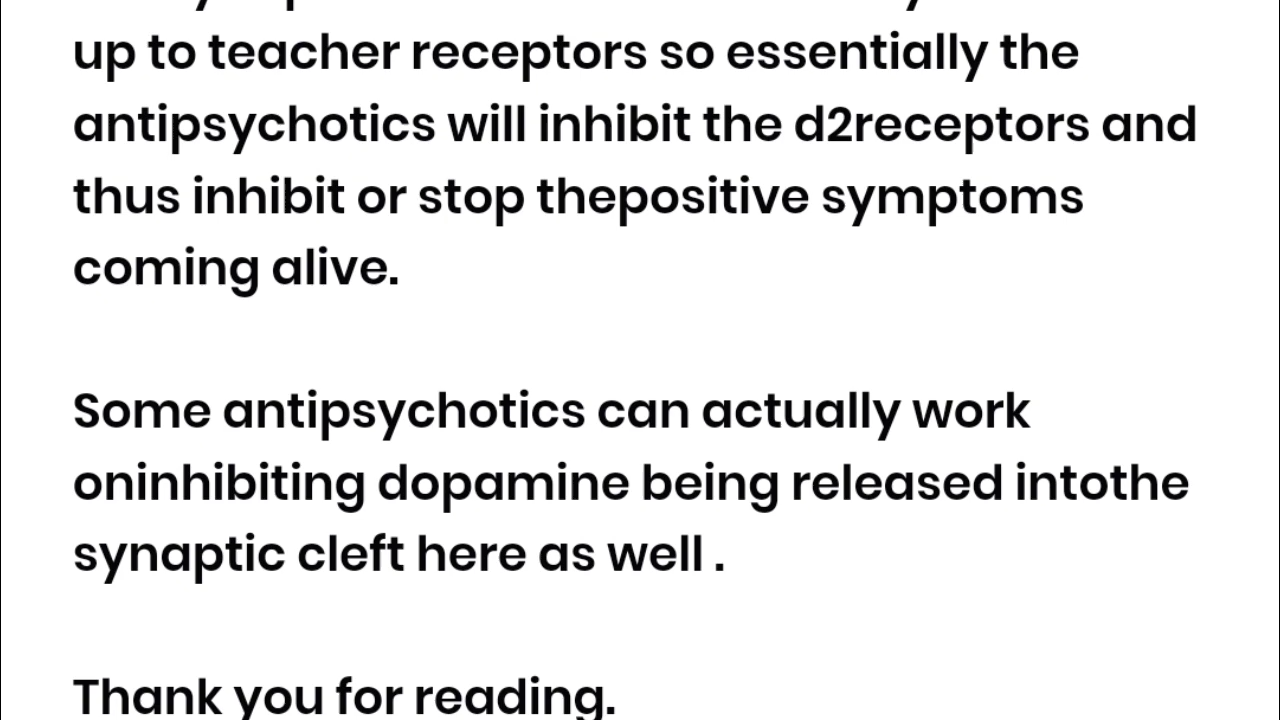 up to teacher receptors so essentially the
antipsychotics will inhibit the d2receptors and
thus inhibit or stop thepositive symptoms
coming alive.
Some antipsychotics can actually work
oninhibiting dopamine being released intothe
synaptic cleft here as well .
Thank you for reading.